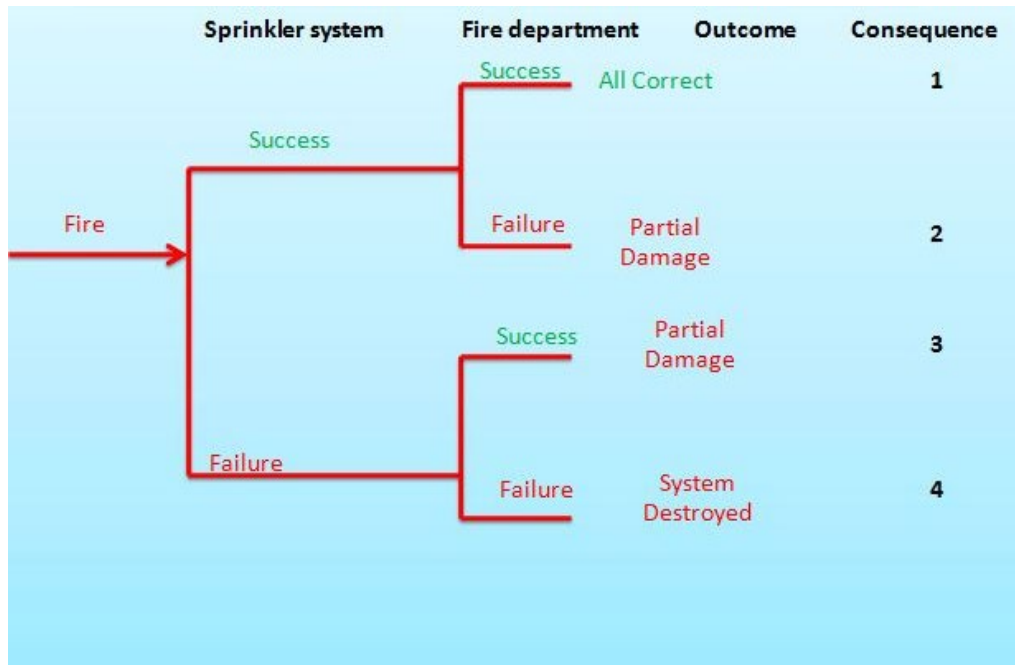 Sprinkler system Fire department Outcome Consequence
Success All Correct 1
Success
Fire Failure Partial 2
Damage
Success Partial 3
Damage
Failure
Failure System 4
Destroyed